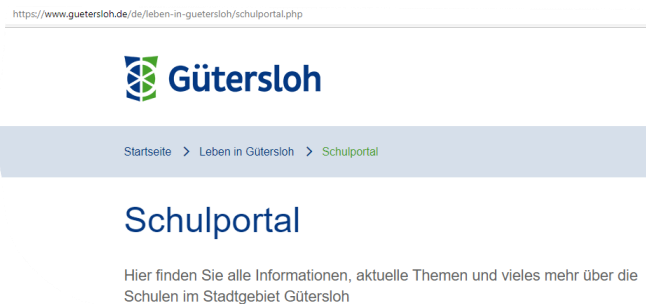 https://www.guetersloh.de/de/leben-in-guetersloh/schulportal.php
Gütersloh
Startseite > Leben in Gütersloh > Schulportal
Schulportal
Hier finden Sie alle Informationen, aktuelle Themen und vieles mehr über die
Schulen im Stadtgebiet Gütersloh